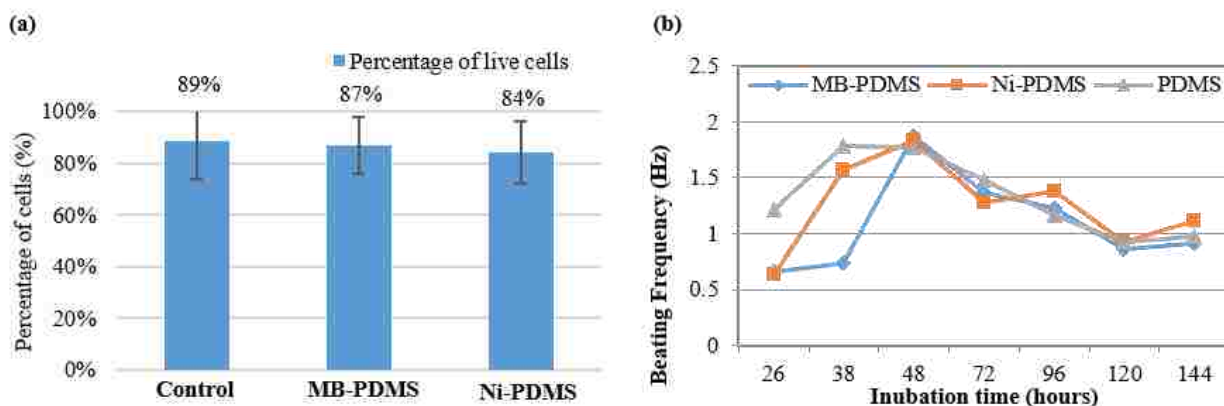 (a)
Percentage of live cells
89%
87%
84%
100%
80%
60%
40%
20%
0%
Percentage of cells (%)
Control
MB-PDMS
Ni-PDMS
(b)
MB-PDMS
Ni-PDMS
PDMS
2.5
2
1.5
1
0.5
0
Beating Frequency (Hz)
26 38 48 72 96 120 144
Inubation time (hours)